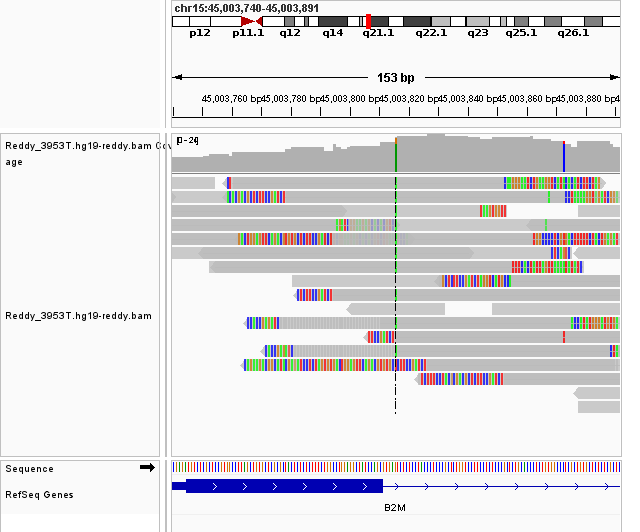 chr15:45,003,740-45,003,891
p12 p11.1 q12 q14 q21.1 q22.1 q23 q25.1 q26.1
153 bp
45,003,760 bp 45,003,780 bp 45,003,800 bp 45,003,820 bp 45,003,840 bp 45,003,860 bp 45,003,880 bp
Reddy_3953T.hg19-reddy.bam Cov
age
Reddy_3953T.hg19-reddy.bam
Sequence
RefSeq Genes
B2M